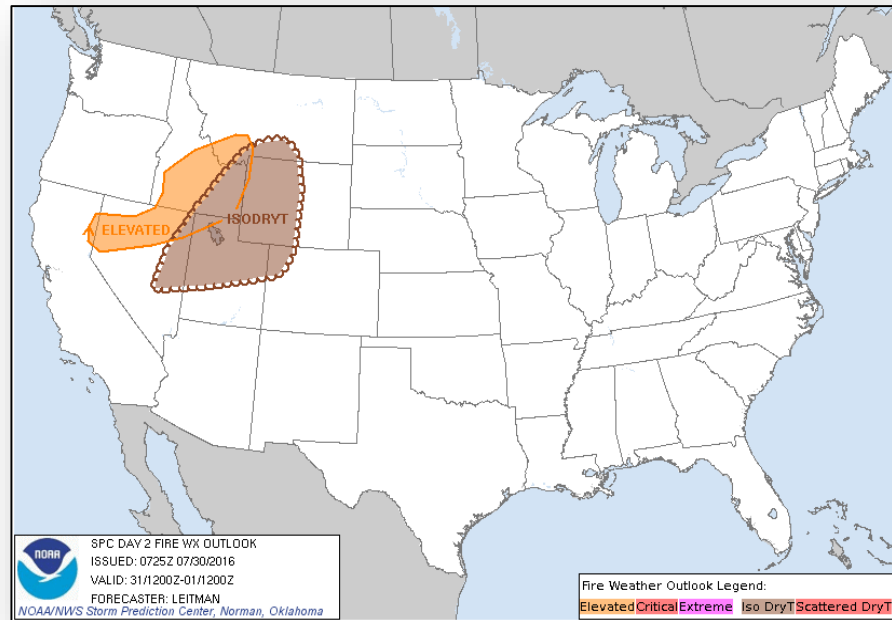 ELEVATED
ISODRYT
NOAA
SPC DAY 2 FIRE WX OUTLOOK
ISSUED: 0725Z 07/30/2016
VALID: 31/1200Z-01/1200Z
FORECASTER: LEITMAN
NOAA/NWS Storm Prediction Center, Norman, Oklahoma
Fire Weather Outlook Legend:
Elevated Critical Extreme Iso DryT Scattered DryT